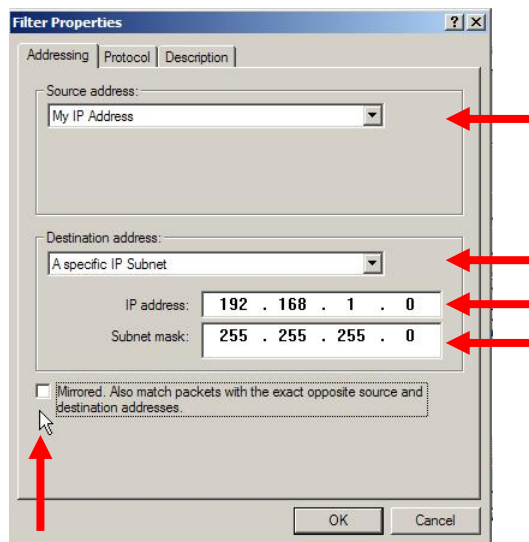 Filter Properties
Addressing Protocol Description
Source address:
My IP Address
Destination address:
A specific IP Subnet
IP address: 192 . 168 . 1 . 0
Subnet mask: 255 . 255 . 255 . 0
Mirrored. Also match packets with the exact opposite source and
destination addresses.
OK Cancel